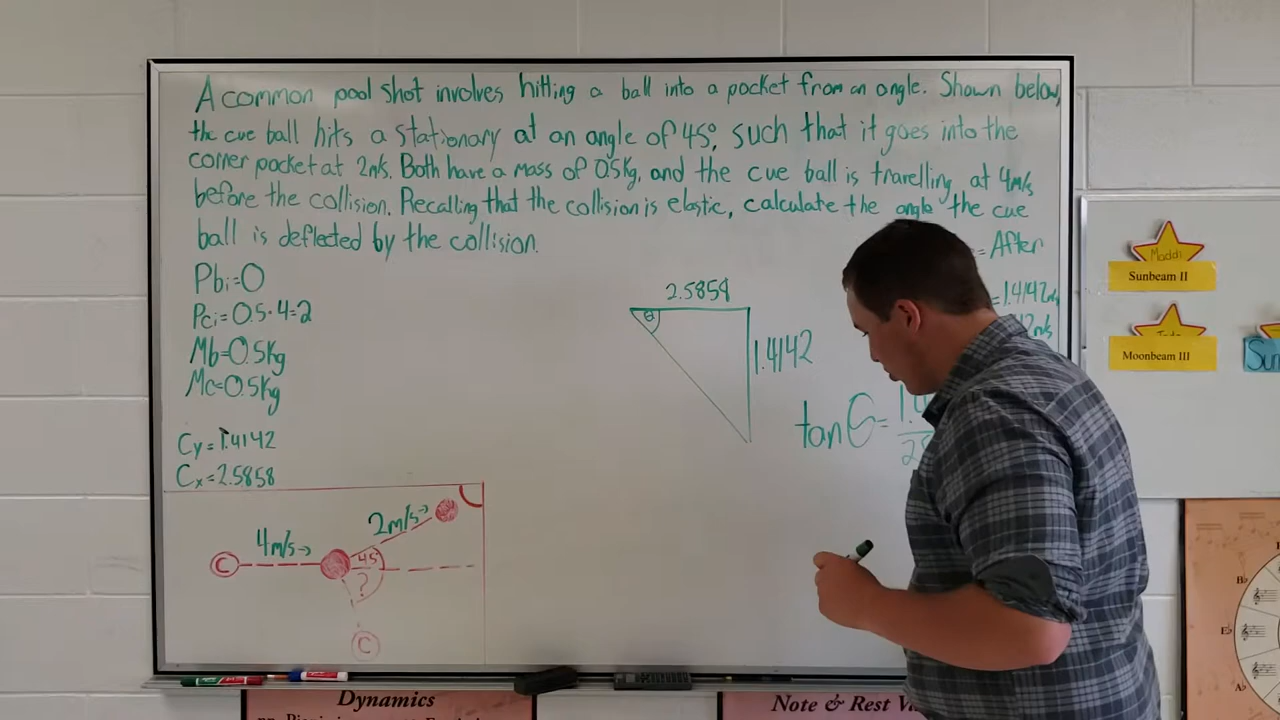 A common pool shot involves hitting a ball into a pocket from an angle. Shown below,
the cue ball hits a stationary at an angle of 45°, such that it goes into the
corner pocket at 2m/s. Both have a mass of 0.5kg, and the cue ball is travelling at 4m/s
before the collision. Recalling that the collision is elastic, calculate the angle the cue
ball is deflected by the collision.
= After
Pbi=0
Pci=0.5·4=2
Mb=0.5kg
Mc=0.5kg
Cy=1.4142
Cx=2.5858
2.5858
θ
1.4142
=1.4142m/s
tanθ=
4m/s→
2m/s→
45
?
C
C
Maddi
Sunbeam II
Moonbeam III
Sun
B♭
E♭
A♭
Dynamics
Note & Rest